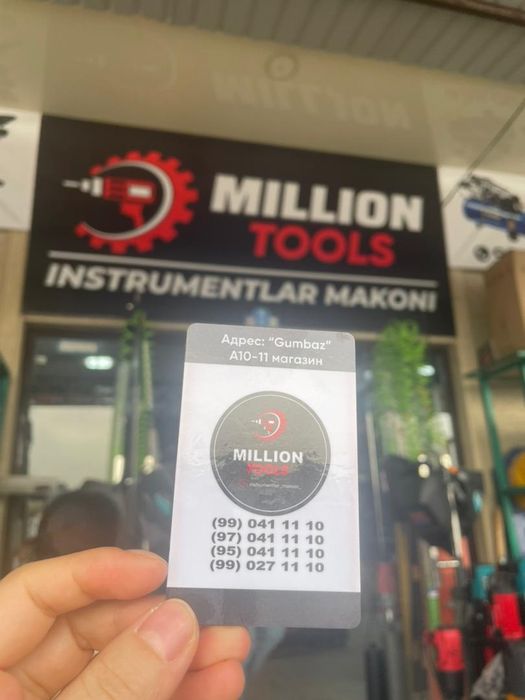 MILLION
TOOLS
INSTRUMENTLAR MAKONI
Адрес: “Gumbaz”
A10-11 магазин
MILLION
TOOLS
(99) 041 11 10
(97) 041 11 10
(95) 041 11 10
(99) 027 11 10